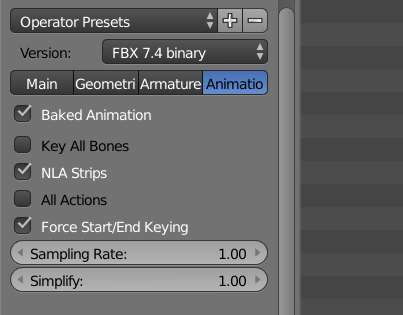 Operator Presets
Version: FBX 7.4 binary
Main Geometri Armature Animatio
Baked Animation
Key All Bones
NLA Strips
All Actions
Force Start/End Keying
Sampling Rate: 1.00
Simplify: 1.00